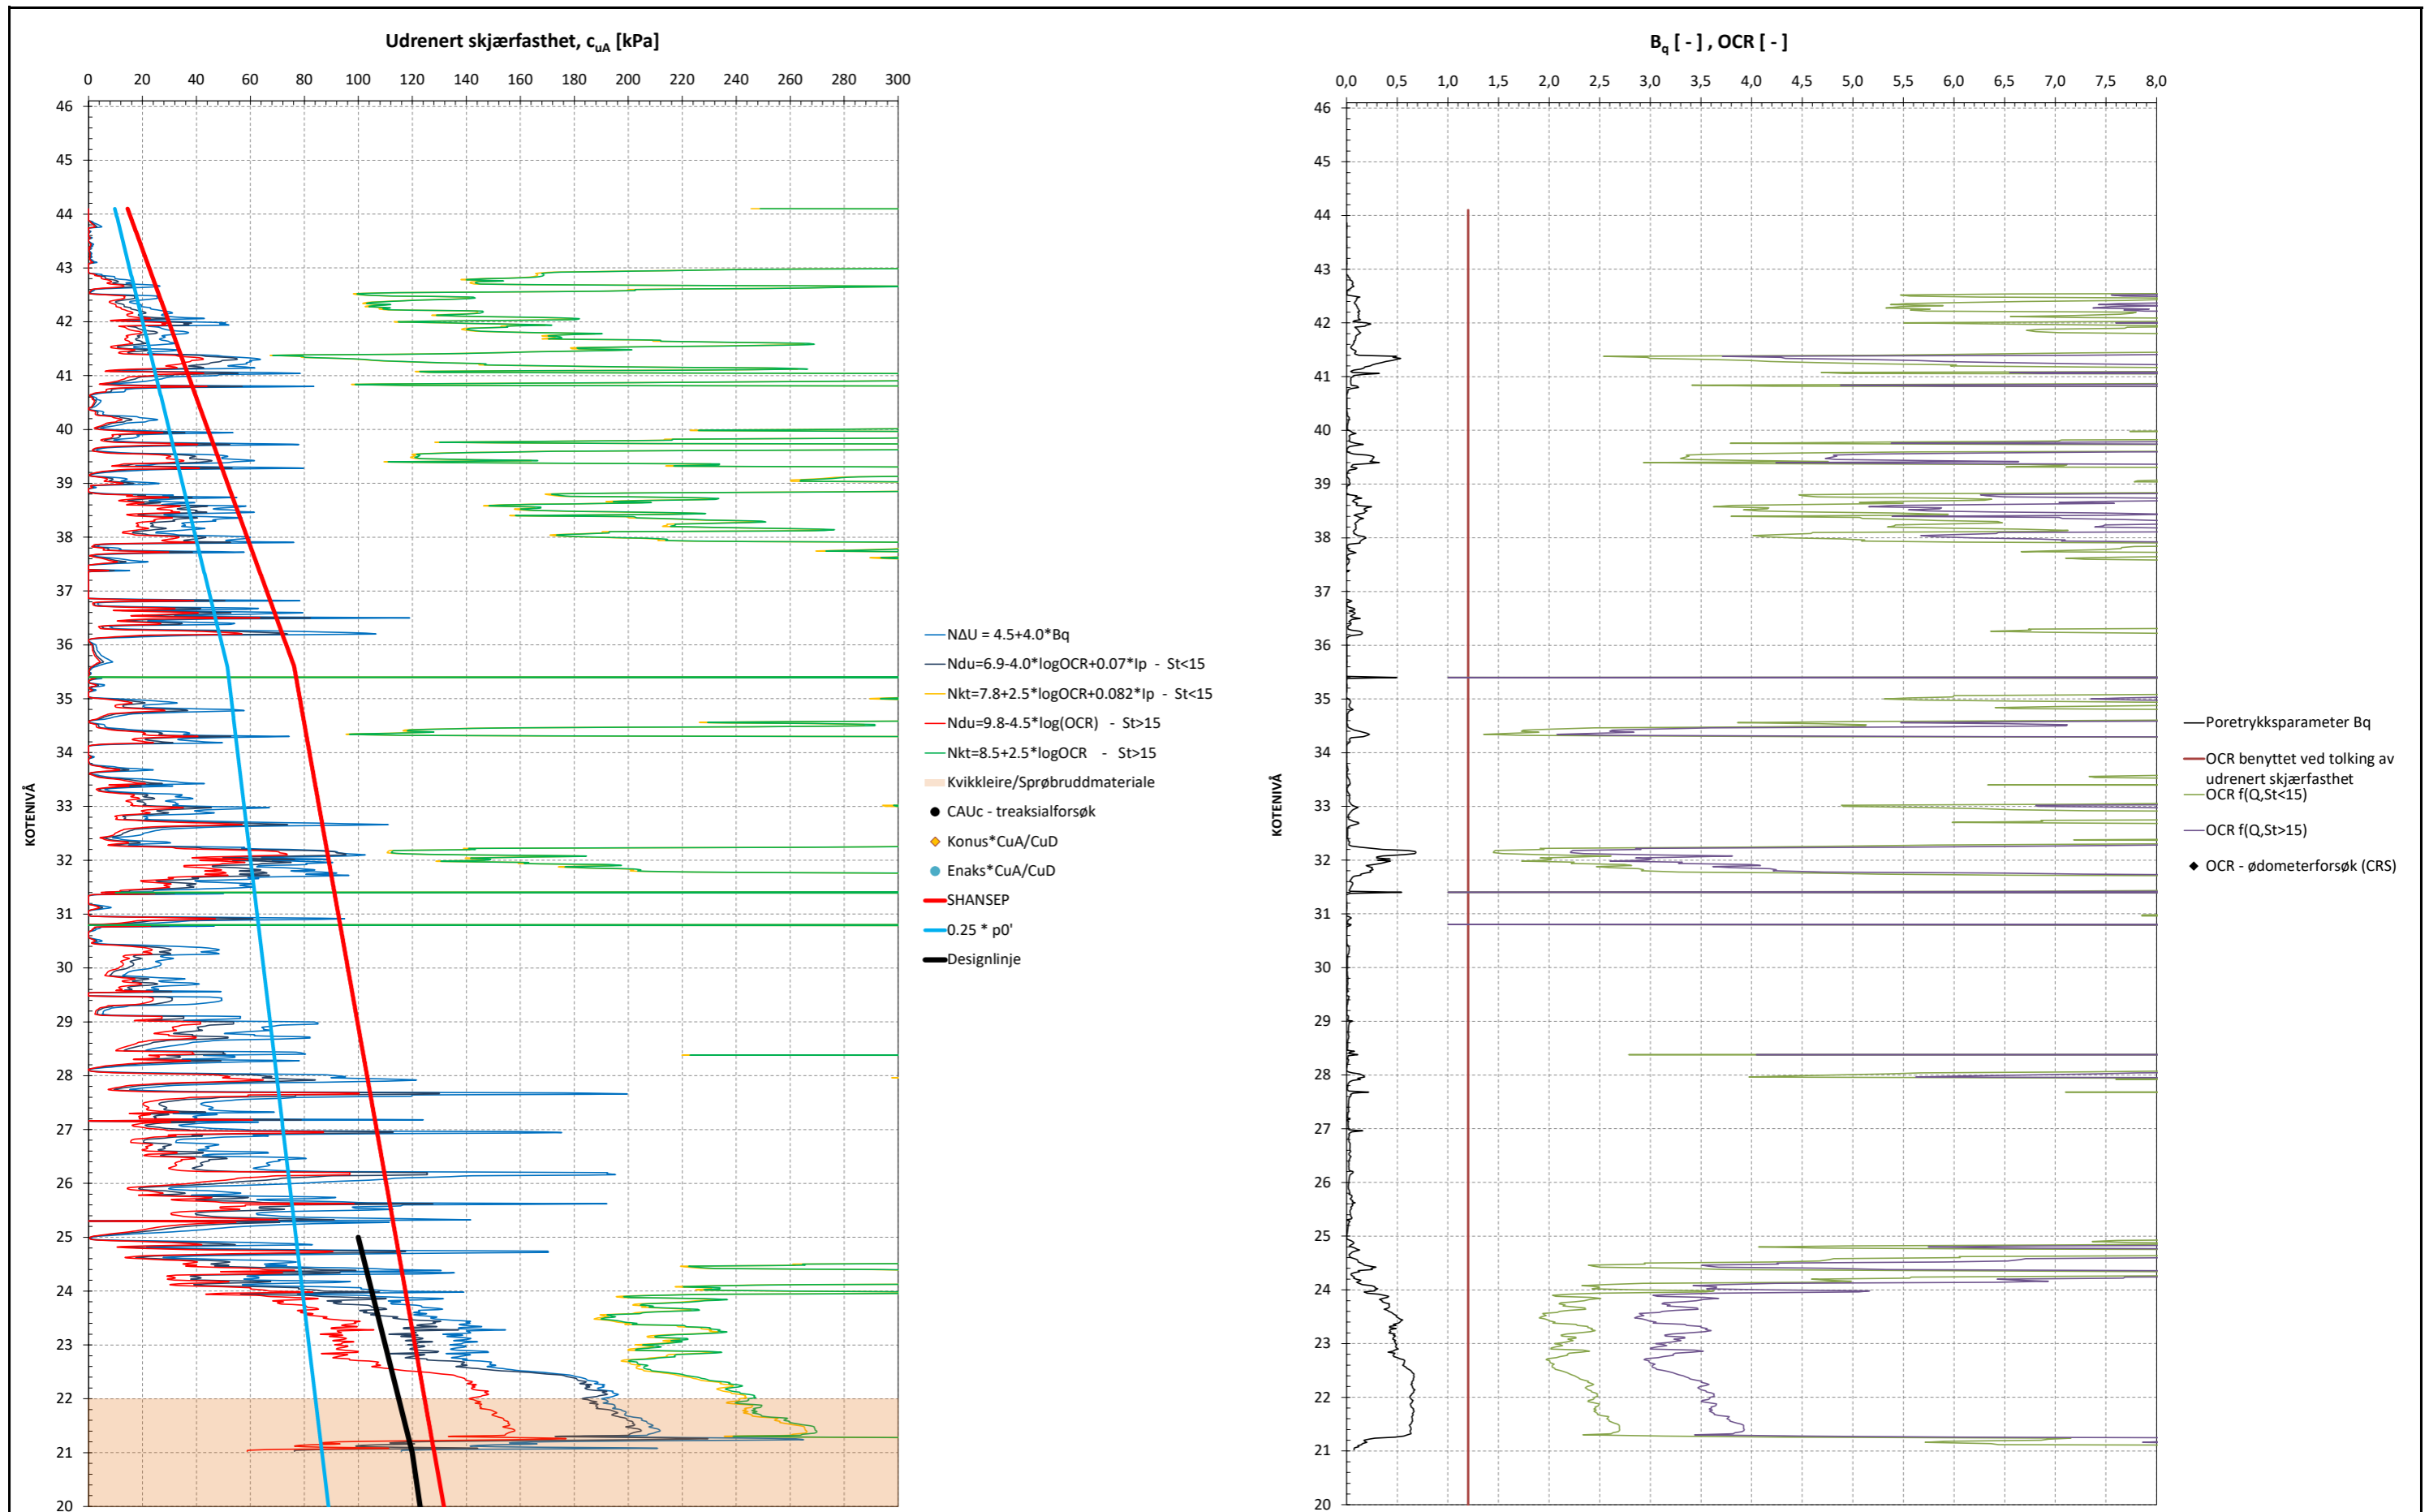 Udrenert skjærfasthet, cuA [kPa]
0 20 40 60 80 100 120 140 160 180 200 220 240 260 280 300
46
45
44
43
42
41
40
39
38
37
36
35
34
33
32
31
30
29
28
27
26
25
24
23
22
21
20
KOTENIVÅ
NΔU = 4.5+4.0*Bq
Ndu=6.9-4.0*logOCR+0.07*Ip - St<15
Nkt=7.8+2.5*logOCR+0.082*Ip - St<15
Ndu=9.8-4.5*log(OCR) - St>15
Nkt=8.5+2.5*logOCR - St>15
Kvikkleire/Sprøbruddmateriale
CAUc - treaksialforsøk
Konus*CuA/CuD
Enaks*CuA/CuD
SHANSEP
0.25 * p0'
Designlinje
Bq [ - ] , OCR [ - ]
0,0 0,5 1,0 1,5 2,0 2,5 3,0 3,5 4,0 4,5 5,0 5,5 6,0 6,5 7,0 7,5 8,0
46
45
44
43
42
41
40
39
38
37
36
35
34
33
32
31
30
29
28
27
26
25
24
23
22
21
20
KOTENIVÅ
Poretrykksparameter Bq
OCR benyttet ved tolking av
udrenert skjærfasthet
OCR f(Q,St<15)
OCR f(Q,St>15)
OCR - ødometerforsøk (CRS)